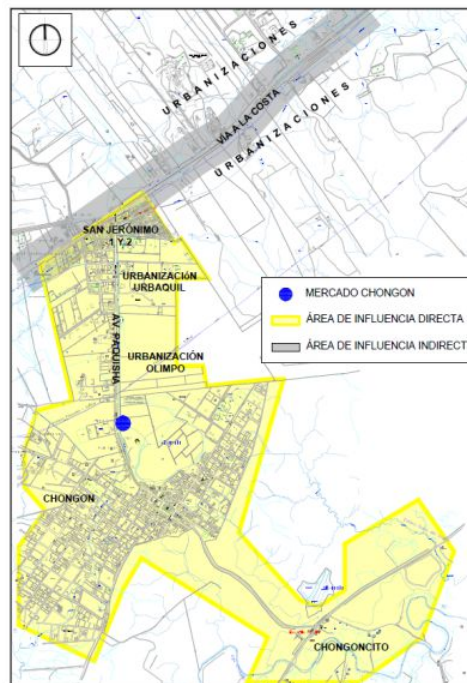 URBANIZACIONES
VIA A LA COSTA
URBANIZACIONES
SAN JERÓNIMO
1 Y 2
URBANIZACIóN
URBAQUIL
AV. PAQUISHA
URBANIZACIÓN
OLIMPO
MERCADO CHONGON
ÁREA DE INFLUENCIA DIRECTA
ÁREA DE INFLUENCIA INDIRECT
CHONGON
CHONGONCITO